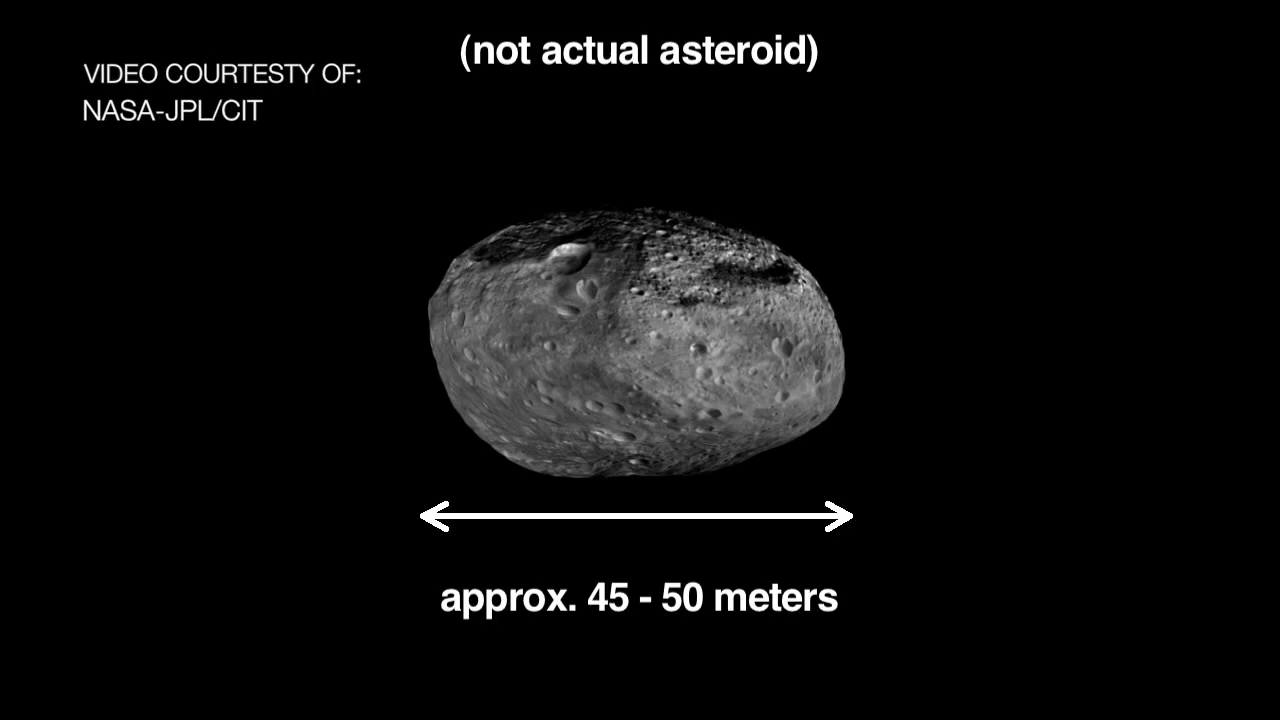 (not actual asteroid)
VIDEO COURTESTY OF:
NASA-JPL/CIT
approx. 45 - 50 meters